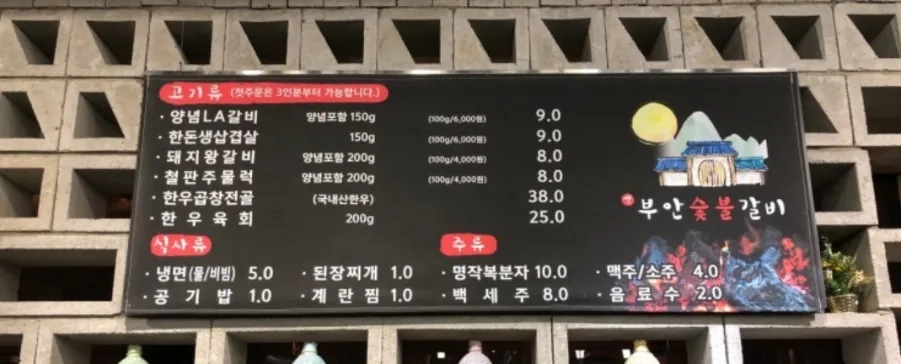 고기류 (첫주문은 3인분부터 가능합니다.)
· 양념LA갈비 양념포함 150g (100g/6,000원) 9.0
· 한돈생삼겹살 150g (100g/6,000원) 9.0
· 돼지왕갈비 양념포함 200g (100g/4,000원) 8.0
· 철판주물럭 양념포함 200g (100g/4,000원) 8.0
· 한우곱창전골 (국내산한우) 38.0
· 한우육회 200g 25.0
부안숯불갈비
식사류
· 냉면(물/비빔) 5.0 · 된장찌개 1.0
· 공기밥 1.0 · 계란찜 1.0
주류
· 명작복분자 10.0 · 맥주/소주 4.0
· 백세주 8.0 · 음료수 2.0